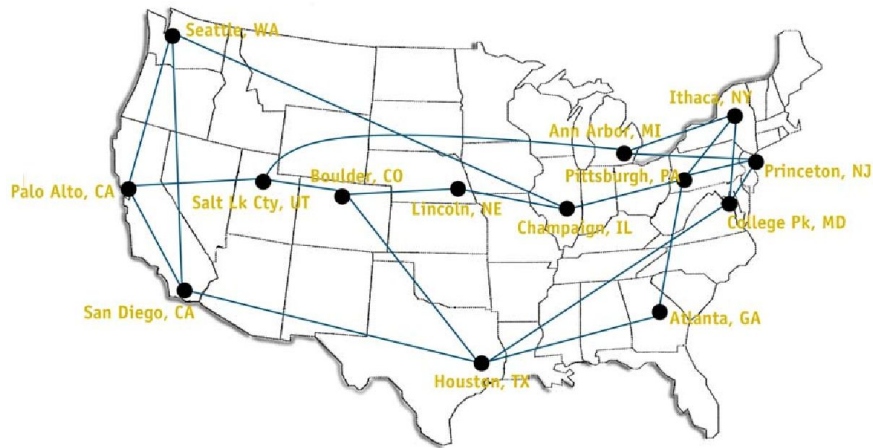 Seattle, WA
Ithaca, NY
Ann Arbor, MI
Pittsburgh, PA
Princeton, NJ
Boulder, CO
Palo Alto, CA
Salt Lk Cty, UT
Lincoln, NE
Champaign, IL
College Pk, MD
San Diego, CA
Atlanta, GA
Houston, TX